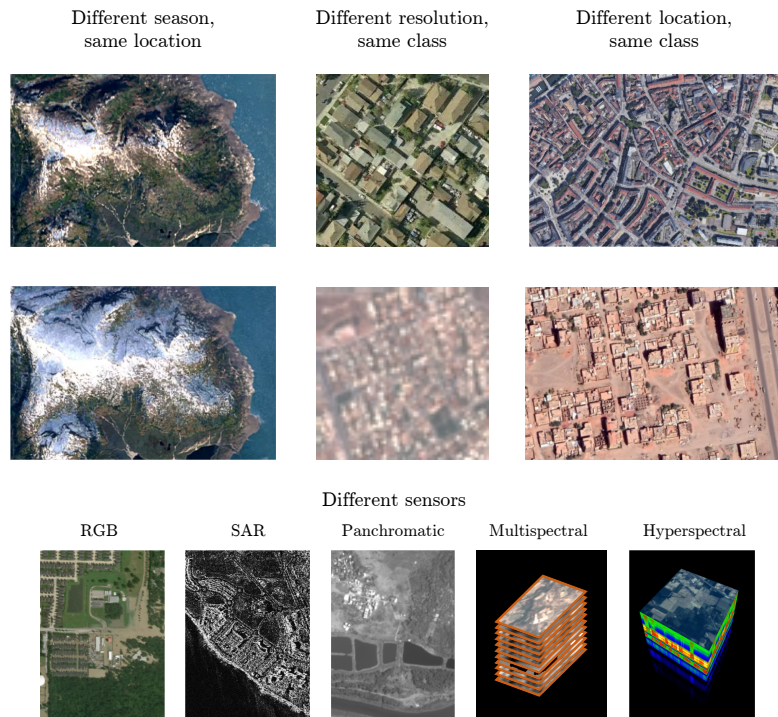 Different season,
same location
Different resolution,
same class
Different location,
same class
Different sensors
RGB
SAR
Panchromatic
Multispectral
Hyperspectral